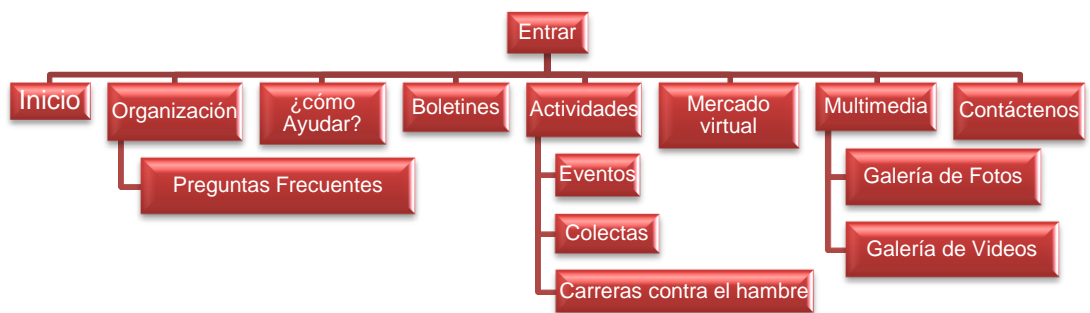 Entrar
Inicio
Organización
¿cómo
Ayudar?
Boletines
Actividades
Mercado
virtual
Multimedia
Contáctenos
Preguntas Frecuentes
Eventos
Colectas
Carreras contra el hambre
Galería de Fotos
Galería de Videos